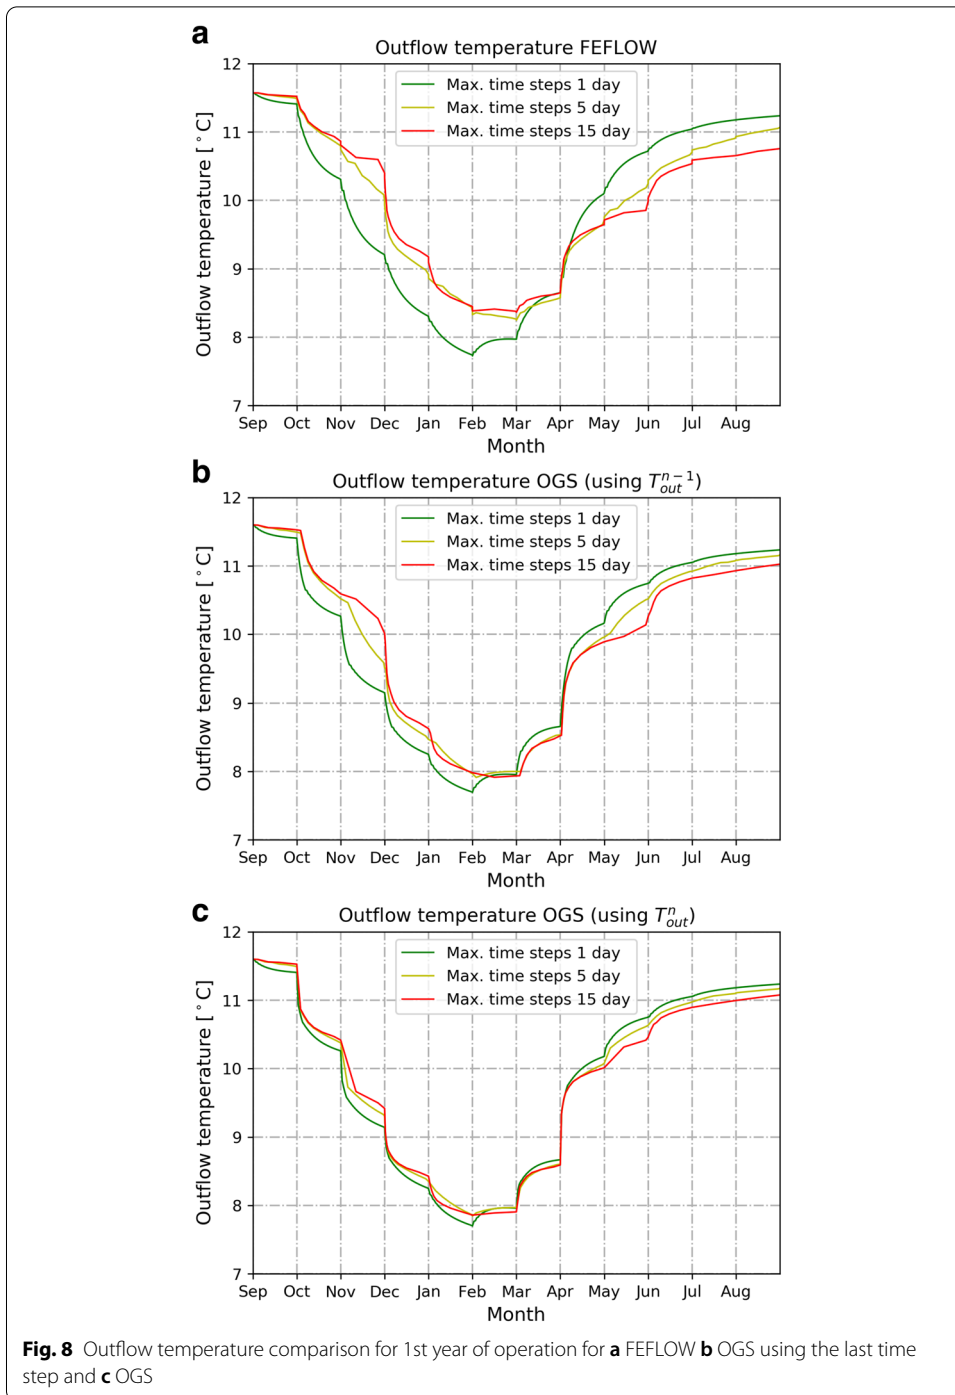 a
Outflow temperature FEFLOW
Max. time steps 1 day
Max. time steps 5 day
Max. time steps 15 day
Outflow temperature [°C]
12
11
10
9
8
7
Sep Oct Nov Dec Jan Feb Mar Apr May Jun Jul Aug
Month
b
Outflow temperature OGS (using $T_{out}^{n-1}$)
Max. time steps 1 day
Max. time steps 5 day
Max. time steps 15 day
Outflow temperature [°C]
12
11
10
9
8
7
Sep Oct Nov Dec Jan Feb Mar Apr May Jun Jul Aug
Month
c
Outflow temperature OGS (using $T_{out}^{n}$)
Max. time steps 1 day
Max. time steps 5 day
Max. time steps 15 day
Outflow temperature [°C]
12
11
10
9
8
7
Sep Oct Nov Dec Jan Feb Mar Apr May Jun Jul Aug
Month
Fig. 8 Outflow temperature comparison for 1st year of operation for a FEFLOW b OGS using the last time
step and c OGS